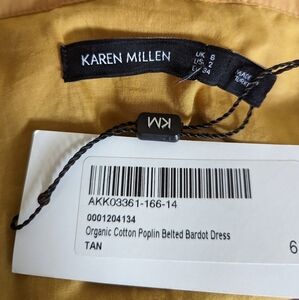 KAREN MILLEN
UK 6
US 2
EU 34
MADE
KM
AKK03361-166-14
0001204134
Organic Cotton Poplin Belted Bardot Dress
TAN
6